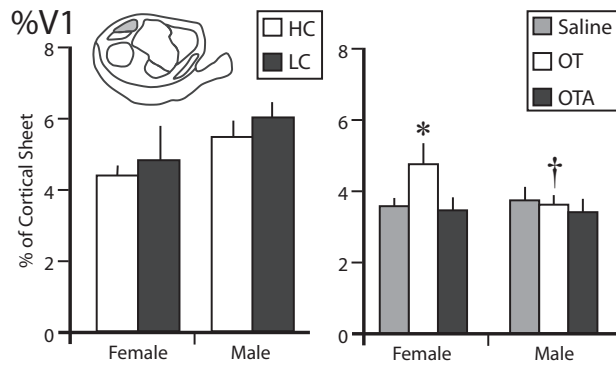 %V1
HC
LC
% of Cortical Sheet
8
6
4
2
0
Female
Male
Saline
OT
OTA
8
6
4
2
0
*
†
Female
Male